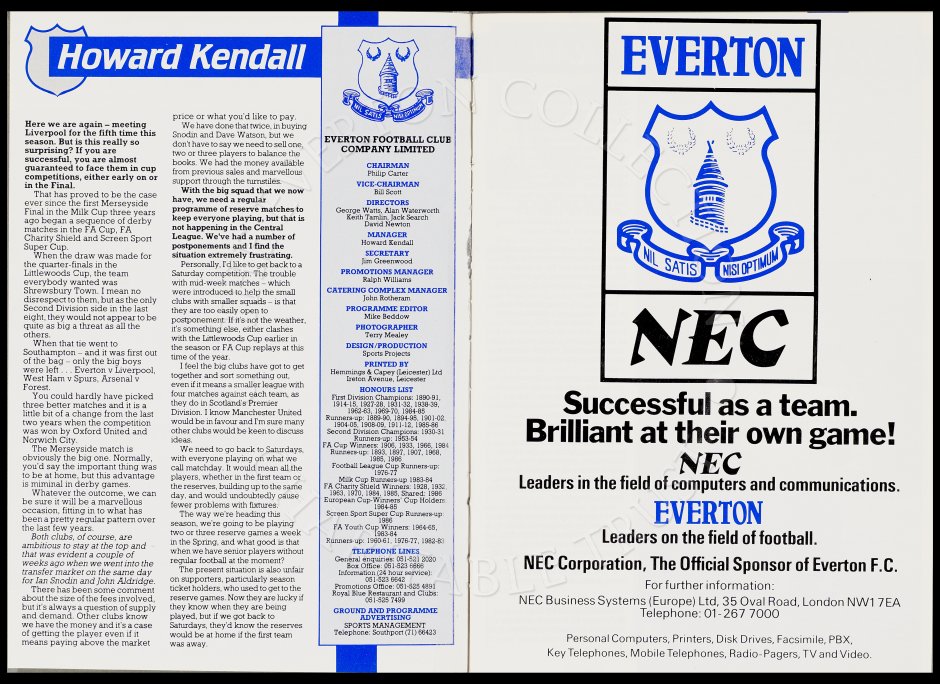 Howard Kendall
Here we are again – meeting
Liverpool for the fifth time this
season. But is this really so
surprising? If you are
successful, you are almost
guaranteed to face them in cup
competitions, either early on or
in the Final.
That has proved to be the case
ever since the first Merseyside
Final in the Milk Cup three years
ago began a sequence of derby
matches in the FA Cup, FA
Charity Shield and Screen Sport
Super Cup.
When the draw was made for
the quarter-finals in the
Littlewoods Cup, the team
everybody wanted was
Shrewsbury Town. I mean no
disrespect to them, but as the only
Second Division side in the last
eight, they would not appear to be
quite as big a threat as all the
others.
When that tie went to
Southampton – and it was first out
of the bag – only the big boys
were left . . . Everton v Liverpool,
West Ham v Spurs, Arsenal v
Forest.
You could hardly have picked
three better matches and it is a
little bit of a change from the last
two years when the competition
was won by Oxford United and
Norwich City.
The Merseyside match is
obviously the big one. Normally,
you'd say the important thing was
to be at home, but this advantage
is miminal in derby games.
Whatever the outcome, we can
be sure it will be a marvellous
occasion, fitting in to what has
been a pretty regular pattern over
the last few years.
Both clubs, of course, are
ambitious to stay at the top and
that was evident a couple of
weeks ago when we went into the
transfer market on the same day
for Ian Snodin and John Aldridge.
There has been some comment
about the size of the fees involved,
but it's always a question of supply
and demand. Other clubs know
we have the money and it's a case
of getting the player even if it
means paying above the market
price or what you'd like to pay.
We have done that twice, in buying
Snodin and Dave Watson, but we
don't have to say we need to sell one,
two or three players to balance the
books. We had the money available
from previous sales and marvellous
support through the turnstiles.
With the big squad that we now
have, we need a regular
programme of reserve matches to
keep everyone playing, but that is
not happening in the Central
League. We've had a number of
postponements and I find the
situation extremely frustrating.
Personally, I'd like to get back to a
Saturday competition. The trouble
with mid-week matches – which
were introduced to help the small
clubs with smaller squads – is that
they are too easily open to
postponement. If it's not the weather,
it's something else, either clashes
with the Littlewoods Cup earlier in
the season or FA Cup replays at this
time of the year.
I feel the big clubs have got to get
together and sort something out,
even if it means a smaller league with
four matches against each team, as
they do in Scotland's Premier
Division. I know Manchester United
would be in favour and I'm sure many
other clubs would be keen to discuss
ideas.
We need to go back to Saturdays,
with everyone playing on what we
call matchday. It would mean all the
players, whether in the first team or
the reserves, building up to the same
day, and would undoubtedly cause
fewer problems with fixtures.
The way we're heading this
season, we're going to be playing
two or three reserve games a week
in the Spring, and what good is that
when we have senior players without
regular football at the moment?
The present situation is also unfair
on supporters, particularly season
ticket holders, who used to get to the
reserve games. Now they are lucky if
they know when they are being
played, but if we got back to
Saturdays, they'd know the reserves
would be at home if the first team
was away.
NIL SATIS NISI OPTIMUM
EVERTON FOOTBALL CLUB
COMPANY LIMITED
CHAIRMAN
Philip Carter
VICE-CHAIRMAN
Bill Scott
DIRECTORS
George Watts, Alan Waterworth
Keith Tamlin, Jack Search
David Newton
MANAGER
Howard Kendall
SECRETARY
Jim Greenwood
PROMOTIONS MANAGER
Ralph Williams
CATERING COMPLEX MANAGER
John Rotheram
PROGRAMME EDITOR
Mike Beddow
PHOTOGRAPHER
Terry Mealey
DESIGN/PRODUCTION
Sports Projects
PRINTED BY
Hemmings & Capey (Leicester) Ltd
Ireton Avenue, Leicester
HONOURS LIST
First Division Champions: 1890-91,
1914-15, 1927-28, 1931-32, 1938-39,
1962-63, 1969-70, 1984-85
Runners-up: 1889-90, 1894-95, 1901-02,
1904-05, 1908-09, 1911-12, 1985-86
Second Division Champions: 1930-31
Runners-up: 1953-54
FA Cup Winners: 1906, 1933, 1966, 1984
Runners-up: 1893, 1897, 1907, 1968,
1985, 1986
Football League Cup Runners-up:
1976-77
Milk Cup Runners-up 1983-84
FA Charity Shield Winners: 1928, 1932,
1963, 1970, 1984, 1985, Shared: 1986
European Cup-Winners' Cup Holders:
1984-85
Screen Sport Super Cup Runners-up:
1986
FA Youth Cup Winners: 1964-65,
1983-84
Runners-up: 1960-61, 1976-77, 1982-83
TELEPHONE LINES
General enquiries: 051-521 2020
Box Office: 051-523 6666
Information (24 hour service):
051-523 6642
Promotions Office: 051-525 4891
Royal Blue Restaurant and Clubs:
051-525 7499
GROUND AND PROGRAMME
ADVERTISING
SPORTS MANAGEMENT
Telephone: Southport (71) 66423
EVERTON
NIL SATIS NISI OPTIMUM
NEC
Successful as a team.
Brilliant at their own game!
NEC
Leaders in the field of computers and communications.
EVERTON
Leaders on the field of football.
NEC Corporation, The Official Sponsor of Everton F.C.
For further information:
NEC Business Systems (Europe) Ltd, 35 Oval Road, London NW1 7EA
Telephone: 01-267 7000
Personal Computers, Printers, Disk Drives, Facsimile, PBX,
Key Telephones, Mobile Telephones, Radio-Pagers, TV and Video.